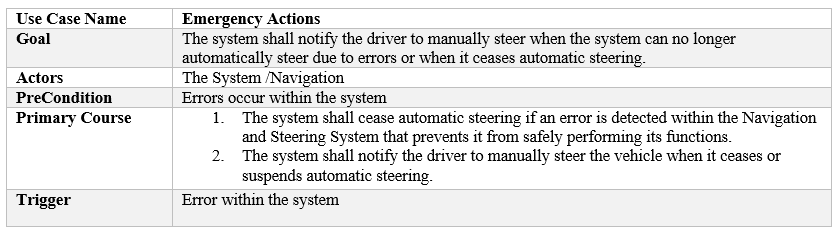 Use Case Name Emergency Actions
Goal The system shall notify the driver to manually steer when the system can no longer
automatically steer due to errors or when it ceases automatic steering.
Actors The System /Navigation
PreCondition Errors occur within the system
Primary Course 1. The system shall cease automatic steering if an error is detected within the Navigation
and Steering System that prevents it from safely performing its functions.
2. The system shall notify the driver to manually steer the vehicle when it ceases or
suspends automatic steering.
Trigger Error within the system